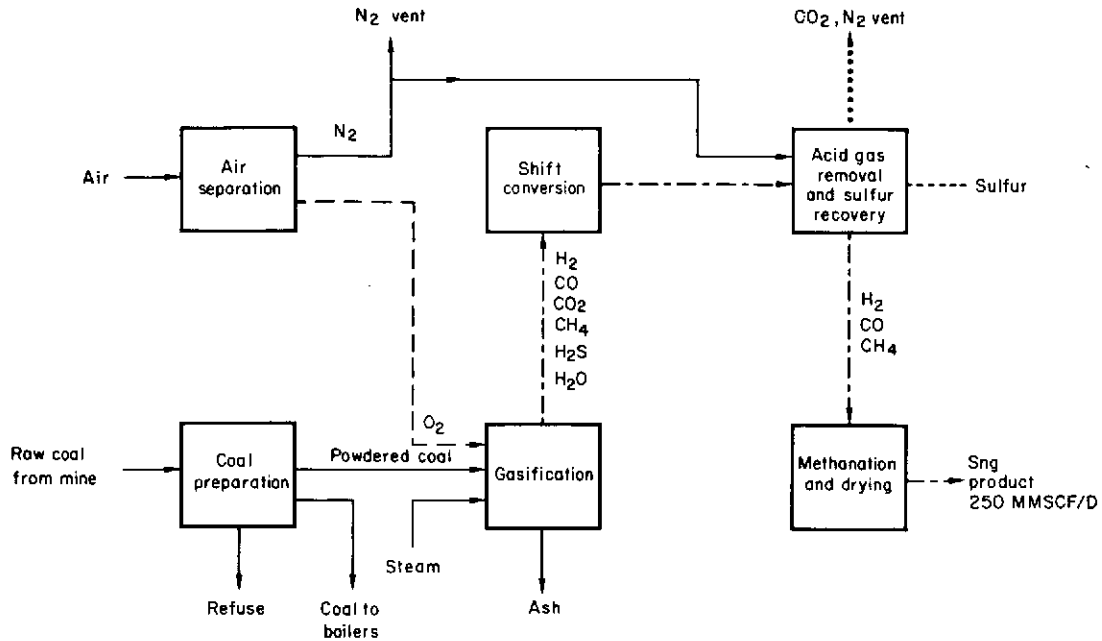 N2 vent
CO2, N2 vent
N2
Air
Air
separation
Shift
conversion
Acid gas
removal
and sulfur
recovery
Sulfur
H2
CO
CO2
CH4
H2S
H2O
H2
CO
CH4
O2
Raw coal
from mine
Coal
preparation
Powdered coal
Gasification
Methanation
and drying
Sng
product
250 MMSCF/D
Steam
Refuse
Coal to
boilers
Ash